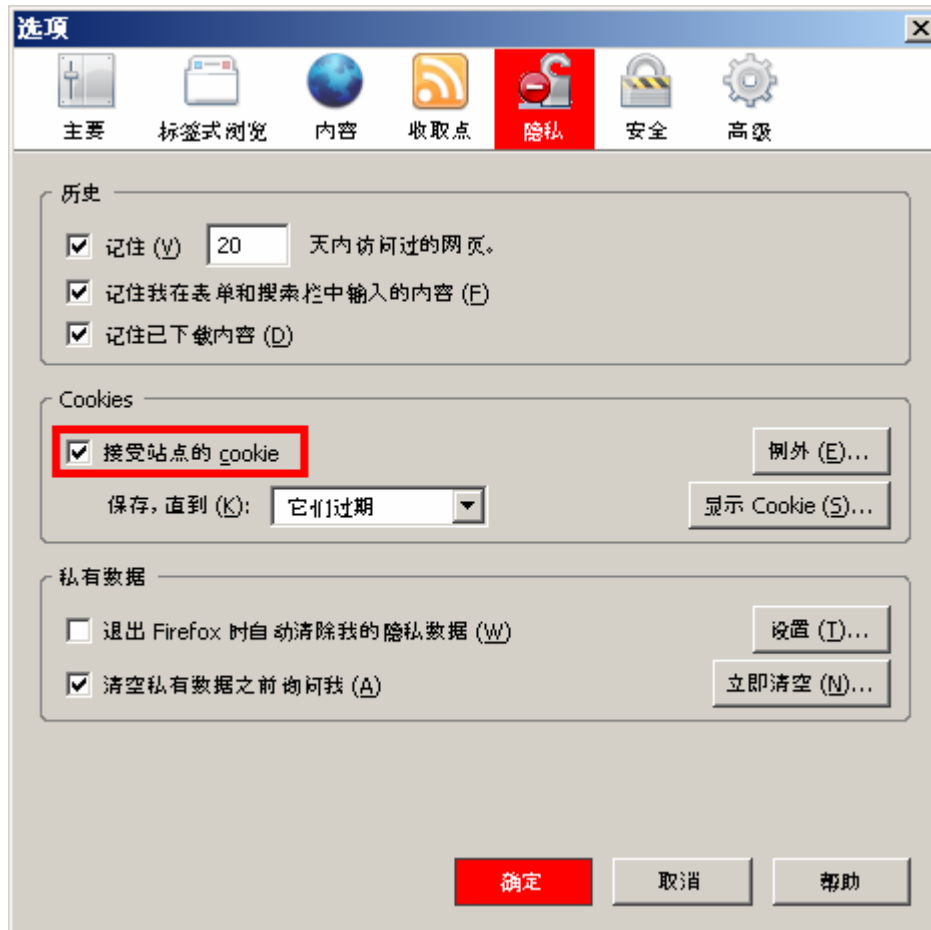 选项
主要 标签式浏览 内容 收取点 隐私 安全 高级
历史
记住 (V) 20 天内访问过的网页。
记住我在表单和搜索栏中输入的内容 (F)
记住已下载内容 (D)
Cookies
接受站点的 cookie 例外 (E)...
保存,直到 (K): 它们过期 显示 Cookie (S)...
私有数据
退出 Firefox 时自动清除我的隐私数据 (W) 设置 (T)...
清空私有数据之前询问我 (A) 立即清空 (N)...
确定 取消 帮助